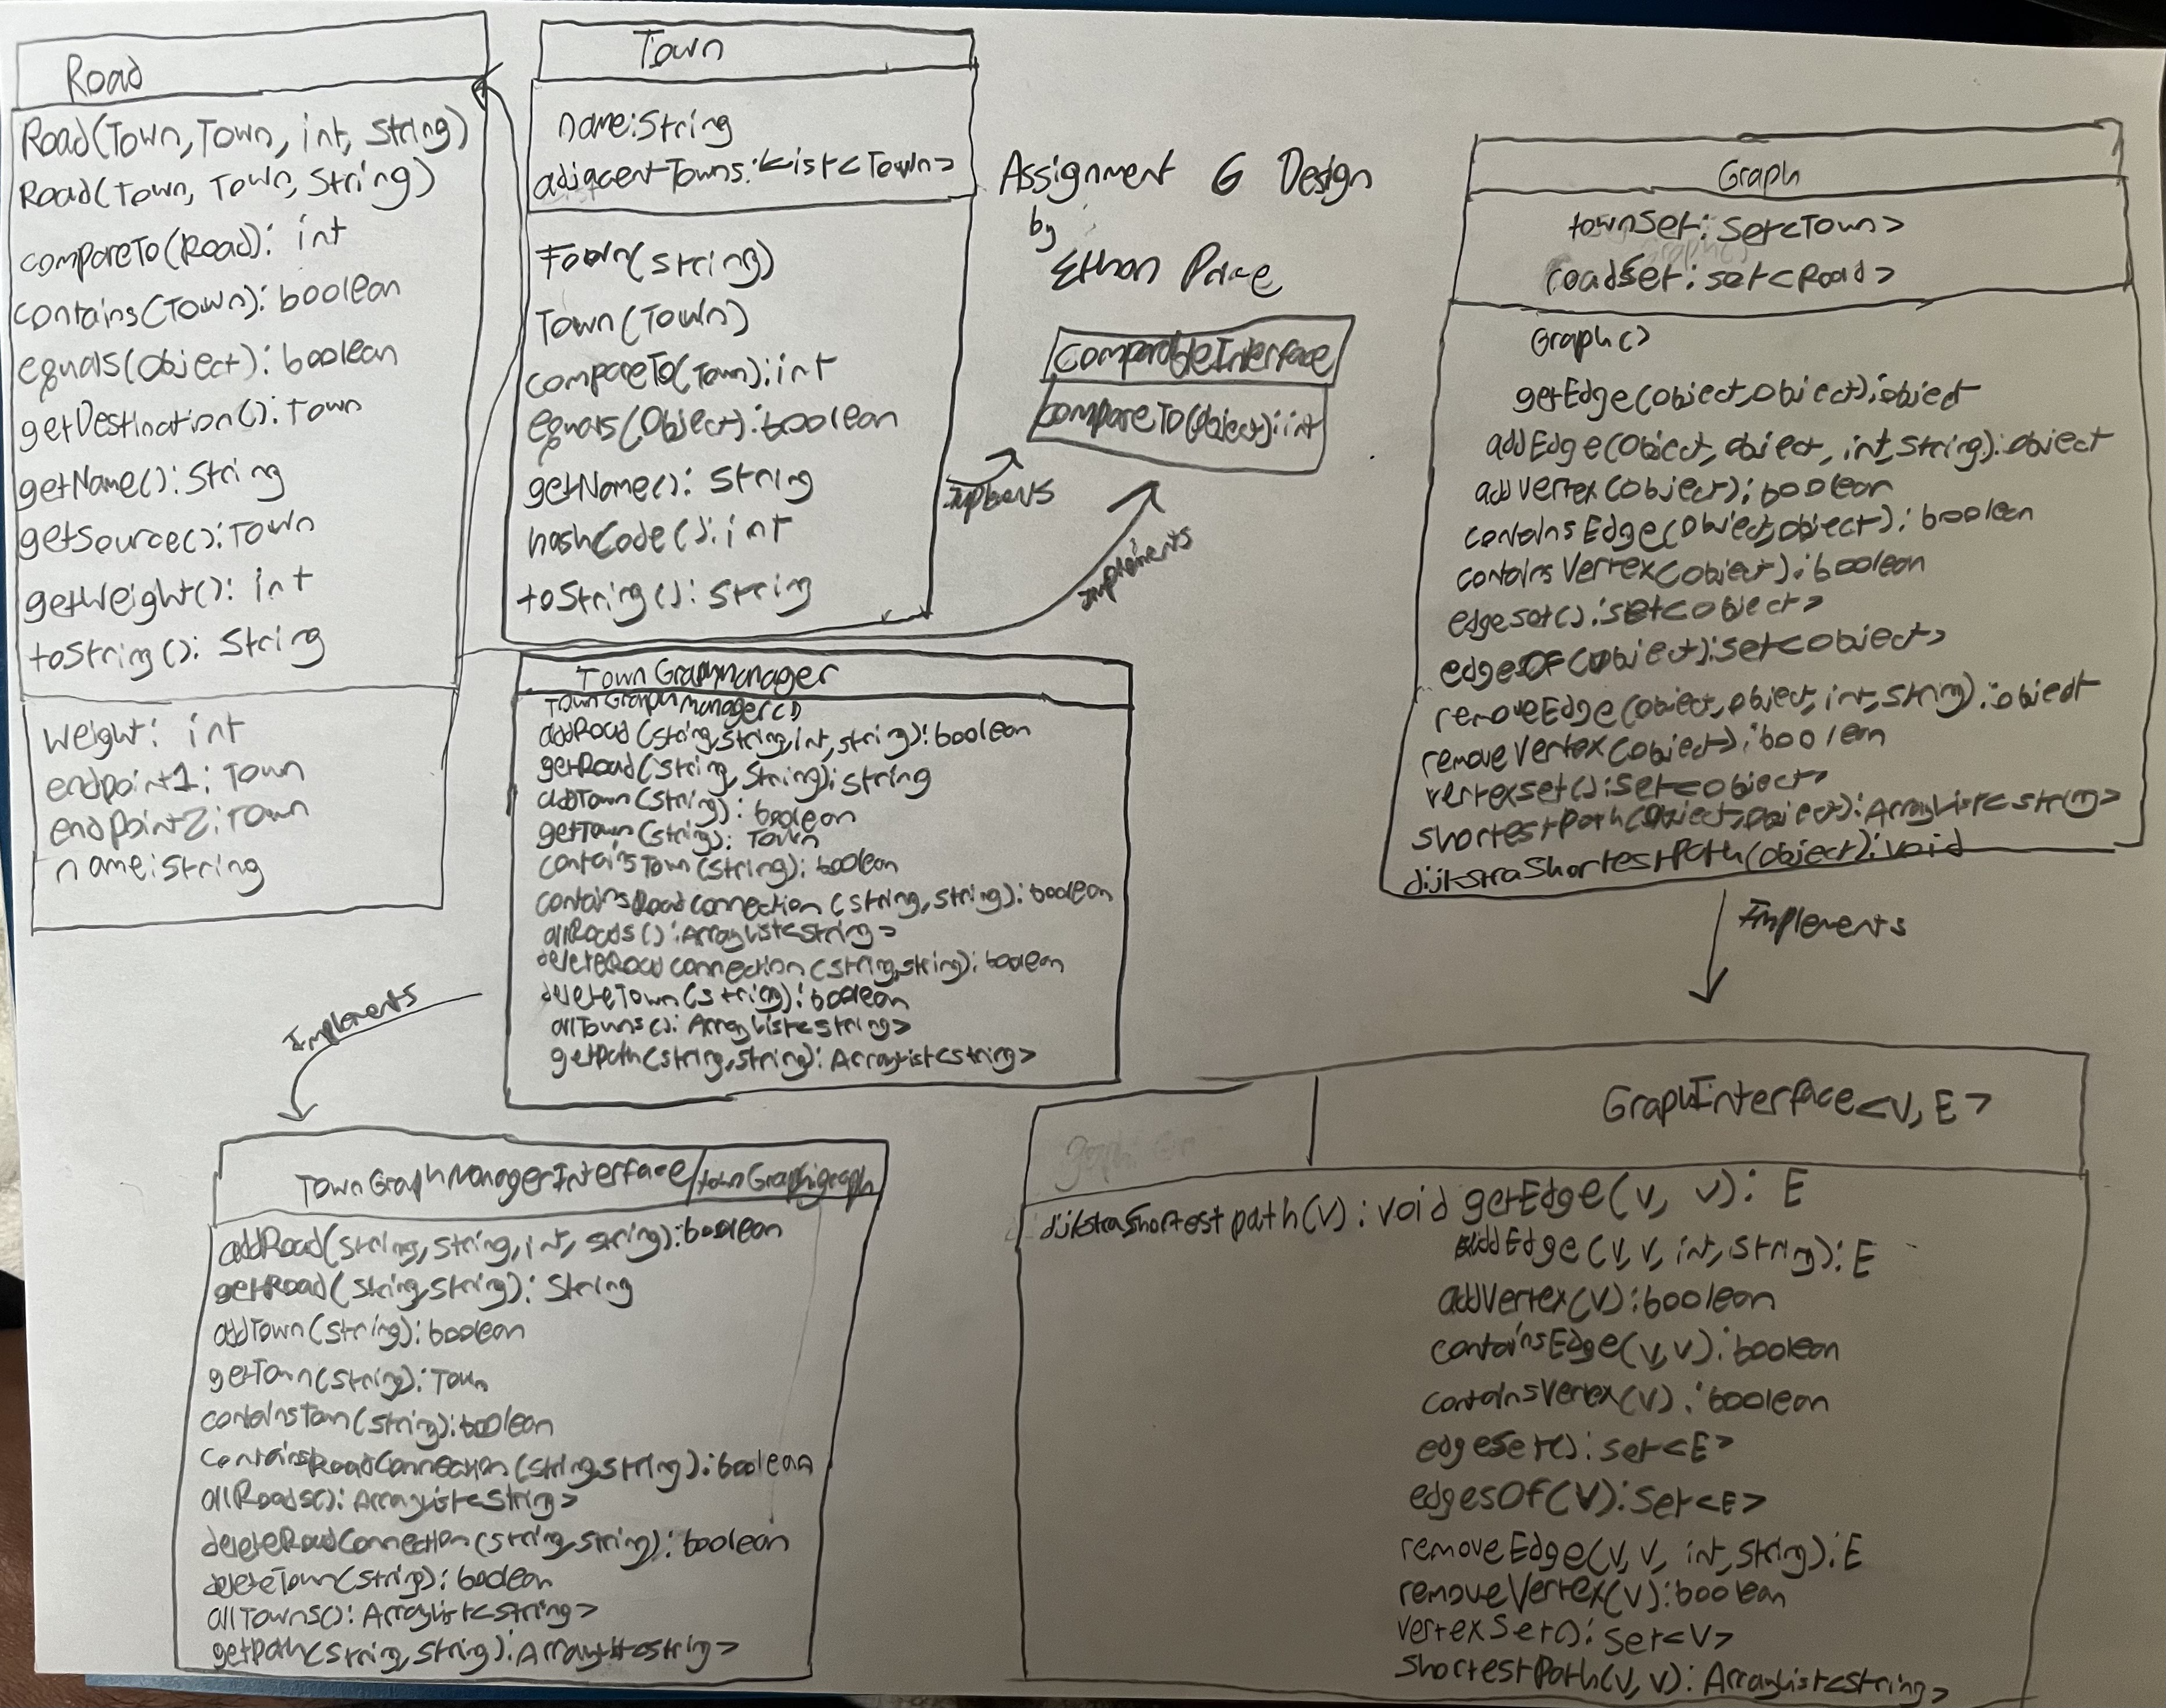 Road
Road(Town, Town, int, String)
Road(Town, Town, String)
compareTo(Road): int
contains(Town): boolean
equals(Object): boolean
getDestination(): Town
getName(): String
getSource(): Town
getWeight(): int
toString(): String
weight: int
endpoint1: Town
endpoint2: Town
name: String
Town
name: String
adjacentTowns: List<Town>
Town(String)
Town(Town)
compareTo(Town): int
equals(Object): boolean
getName(): String
hashCode(): int
toString(): String
Assignment 6 Design
by
Ethan Price
ComparableInterface
compareTo(Object): int
Implements
Graph
townSet: Set<Town>
roadSet: Set<Road>
Graph()
getEdge(Object, Object): Object
addEdge(Object, Object, int, String): Object
addVertex(Object): boolean
containsEdge(Object, Object): boolean
containsVertex(Object): boolean
edgeSet(): Set<Object>
edgesOf(Object): Set<Object>
removeEdge(Object, Object, int, String): Object
removeVertex(Object): boolean
vertexSet(): Set<Object>
shortestPath(Object, Object): ArrayList<String>
dijkstraShortestPath(Object): void
Implements
TownGraphManager
TownGraphManager()
addRoad(String, String, int, String): boolean
getRoad(String, String): String
addTown(String): boolean
getTown(String): Town
containsTown(String): boolean
containsRoadConnection(String, String): boolean
allRoads(): ArrayList<String>
deleteRoadConnection(String, String): boolean
deleteTown(String): boolean
allTowns(): ArrayList<String>
getPath(String, String): ArrayList<String>
Implements
TownGraphManagerInterface/townGraph:graph
addRoad(String, String, int, String): boolean
getRoad(String, String): String
addTown(String): boolean
getTown(String): Town
containsTown(String): boolean
containsRoadConnection(String, String): boolean
allRoads(): ArrayList<String>
deleteRoadConnection(String, String): boolean
deleteTown(String): boolean
allTowns(): ArrayList<String>
getPath(String, String): ArrayList<String>
GraphInterface<V, E>
dijkstraShortestpath(V): void getEdge(V, V): E
addEdge(V, V, int, String): E
addVertex(V): boolean
containsEdge(V, V): boolean
containsVertex(V): boolean
edgeSet(): Set<E>
edgesOf(V): Set<E>
removeEdge(V, V, int, String): E
removeVertex(V): boolean
vertexSet(): Set<V>
shortestPath(V, V): ArrayList<String>